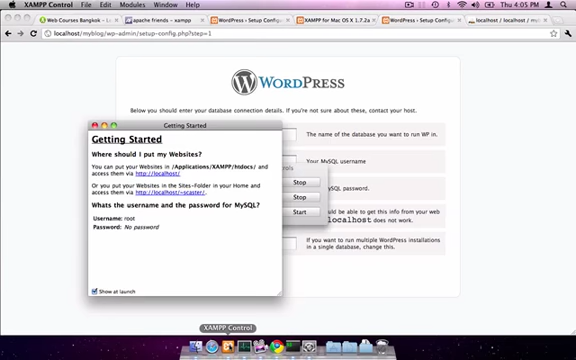 XAMPP Control Edit Modules Window Help
Thu 4:05 PM
Web Courses Bangkok
apache friends - xampp
WordPress › Setup Config
XAMPP for Mac OS X 1.7.2a
WordPress › Setup Config
localhost / localhost / my
localhost/myblog/wp-admin/setup-config.php?step=1
WORDPRESS
Below you should enter your database connection details. If you're not sure about these, contact your host.
The name of the database you want to run WP in.
Your MySQL username
SQL password.
ould be able to get this info from your web
localhost does not work.
If you want to run multiple WordPress installations
in a single database, change this.
Getting Started
Getting Started
Where should I put my Websites?
You can put your Websites in /Applications/XAMPP/htdocs/ and
access them via http://localhost/
Or you put your Websites in the Sites-Folder in your Home and
access them via http://localhost/~scaster/.
Whats the username and the password for MySQL?
Username: root
Password: No password
Show at launch
rols
Stop
Stop
Start
XAMPP Control